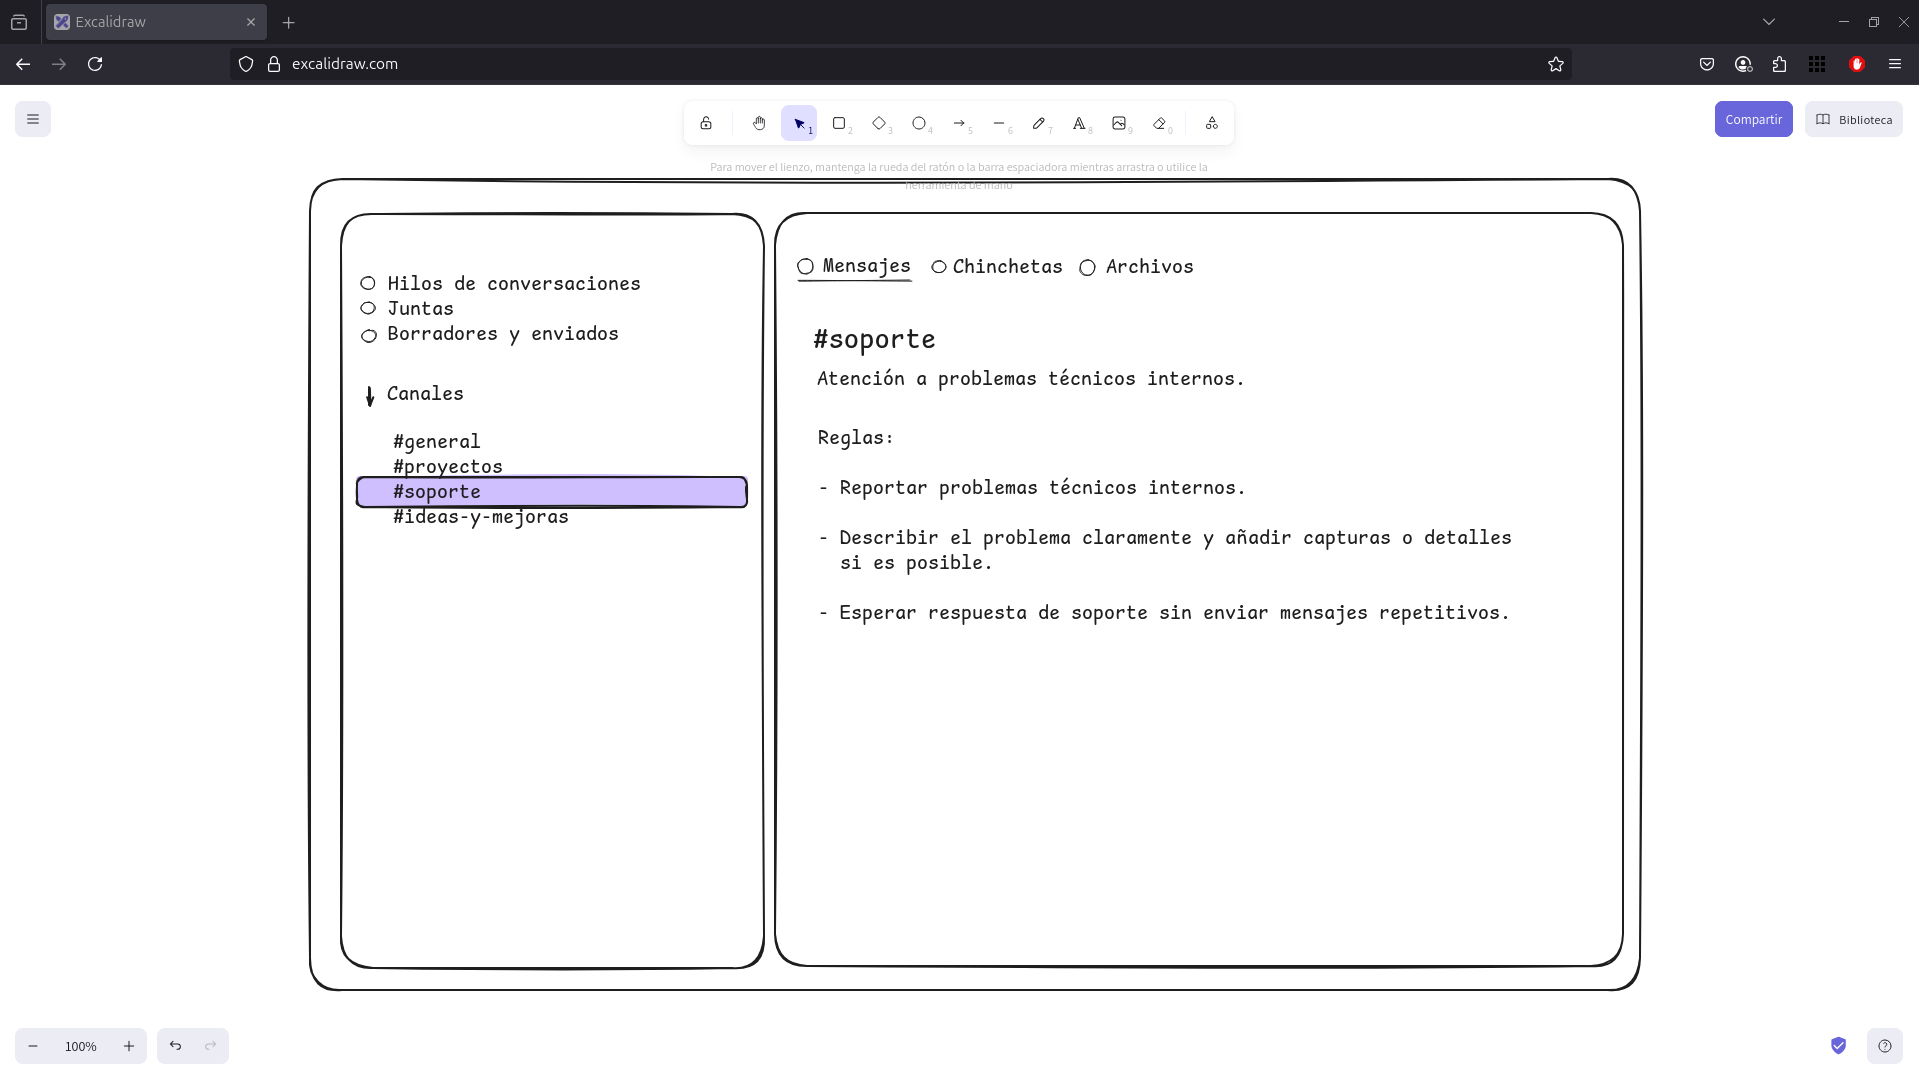 Excalidraw
excalidraw.com
1
2
3
4
5
6
7
8
9
0
Compartir
Biblioteca
Para mover el lienzo, mantenga la rueda del ratón o la barra espaciadora mientras arrastra o utilice la
herramienta de mano
Hilos de conversaciones
Juntas
Borradores y enviados
Canales
#general
#proyectos
#soporte
#ideas-y-mejoras
Mensajes
Chinchetas
Archivos
#soporte
Atención a problemas técnicos internos.
Reglas:
- Reportar problemas técnicos internos.
- Describir el problema claramente y añadir capturas o detalles
si es posible.
- Esperar respuesta de soporte sin enviar mensajes repetitivos.
100%